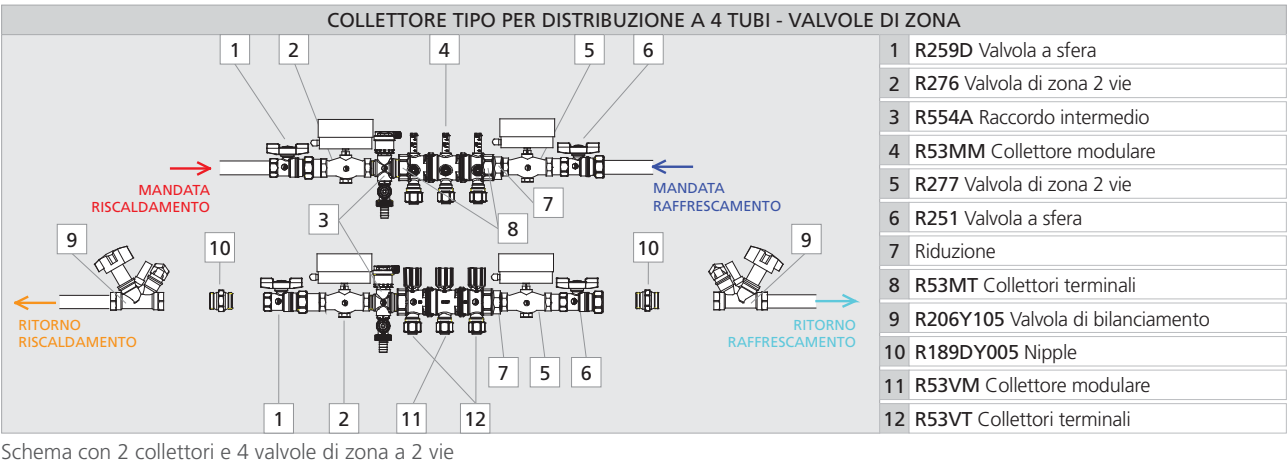 COLLETTORE TIPO PER DISTRIBUZIONE A 4 TUBI - VALVOLE DI ZONA
1 2 4 5 6
MANDATA
RISCALDAMENTO
MANDATA
RAFFRESCAMENTO
3 8 7
9 10 10 9
RITORNO
RISCALDAMENTO
RITORNO
RAFFRESCAMENTO
7 5 6
1 2 11 12
1 R259D Valvola a sfera
2 R276 Valvola di zona 2 vie
3 R554A Raccordo intermedio
4 R53MM Collettore modulare
5 R277 Valvola di zona 2 vie
6 R251 Valvola a sfera
7 Riduzione
8 R53MT Collettori terminali
9 R206Y105 Valvola di bilanciamento
10 R189DY005 Nipple
11 R53VM Collettore modulare
12 R53VT Collettori terminali
Schema con 2 collettori e 4 valvole di zona a 2 vie